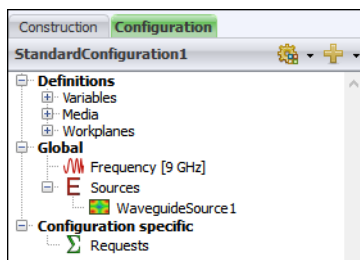 Construction Configuration
StandardConfiguration1
Definitions
Variables
Media
Workplanes
Global
Frequency [9 GHz]
Sources
WaveguideSource1
Configuration specific
Requests